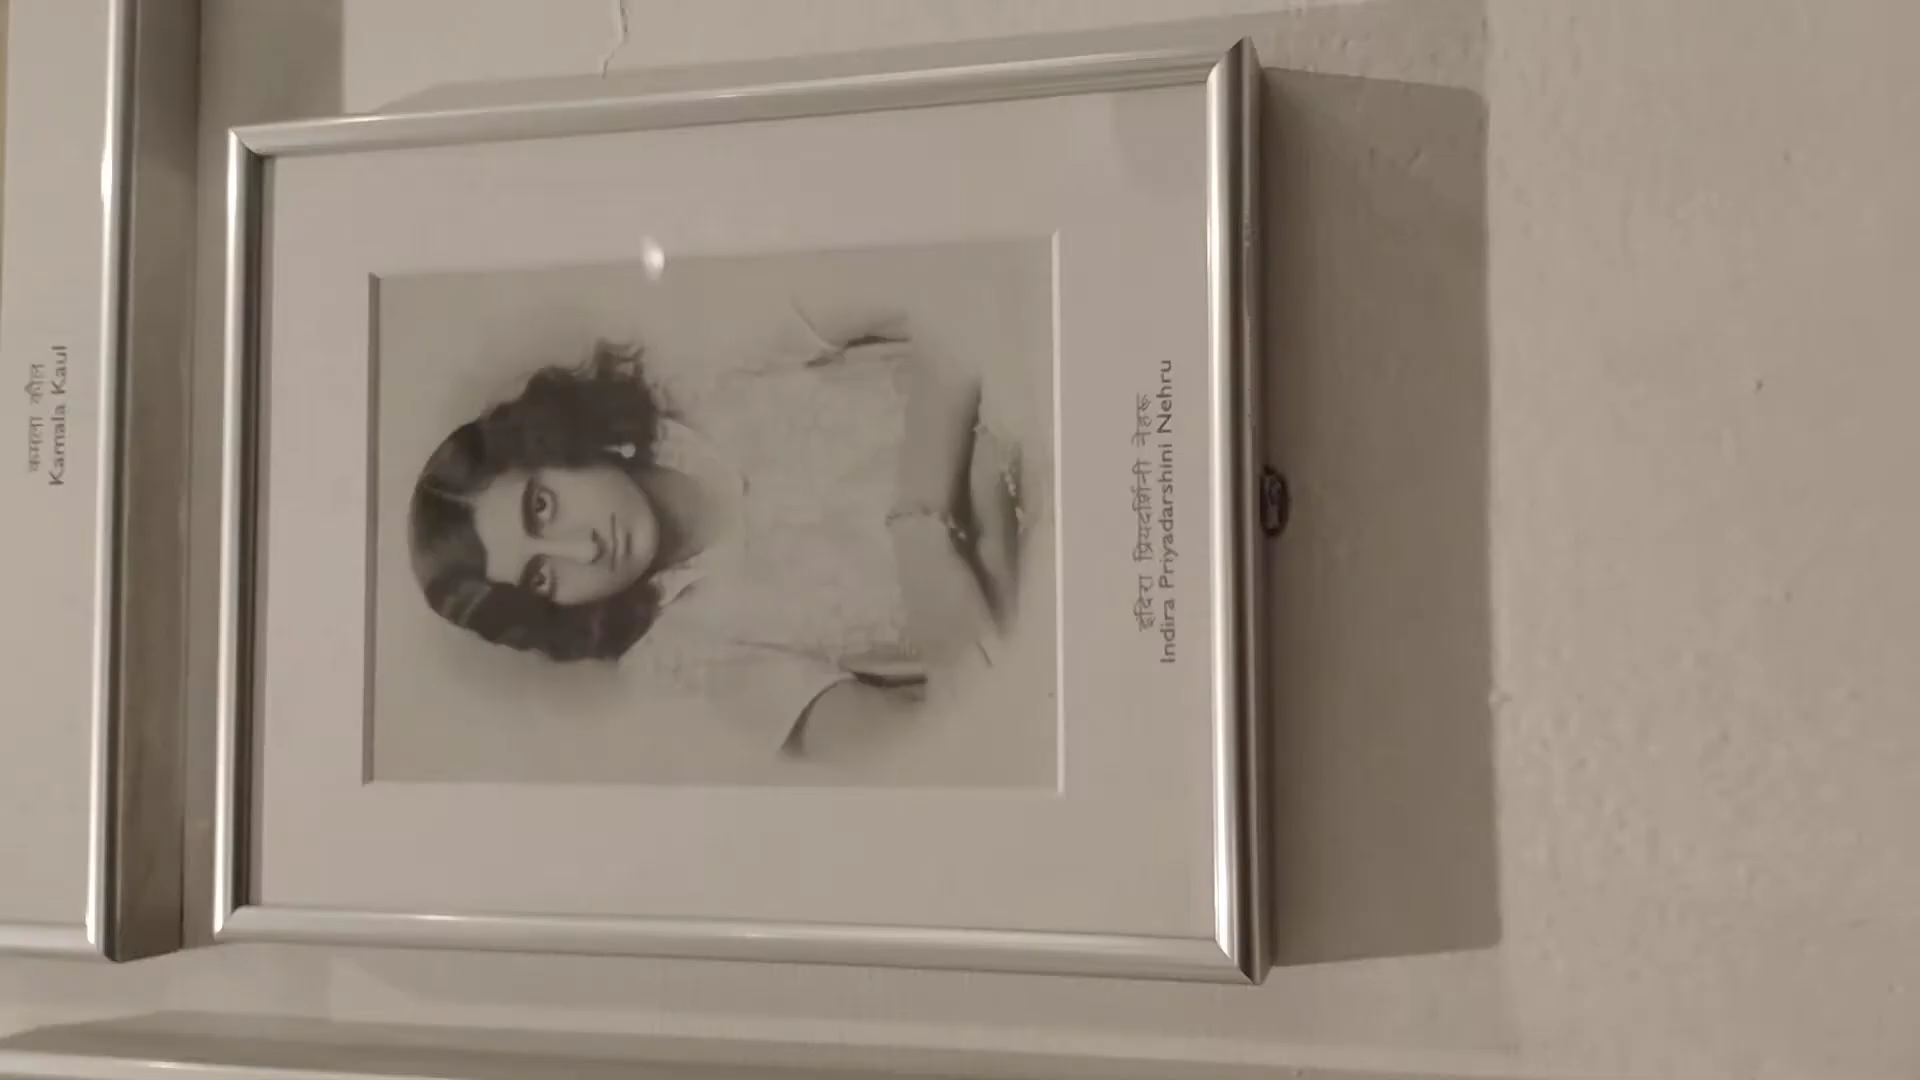 कमला कौल
Kamala Kaul
इंदिरा प्रियदर्शिनी नेहरू
Indira Priyadarshini Nehru